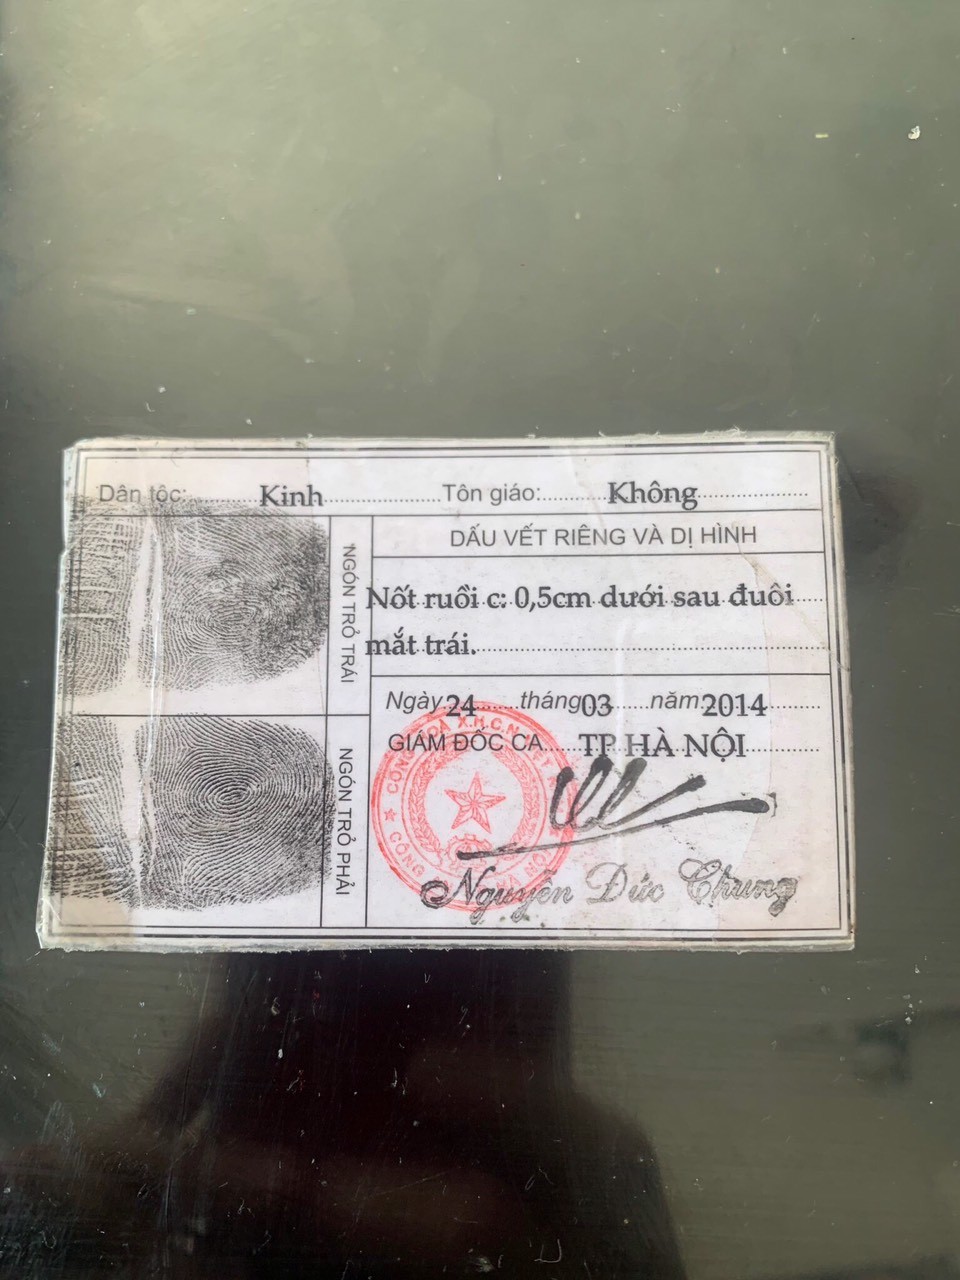 Dân tộc: Kinh Tôn giáo: Không
DẤU VẾT RIÊNG VÀ DỊ HÌNH
NGÓN TRỎ TRÁI
Nốt ruồi c: 0,5cm dưới sau đuôi
mắt trái.
NGÓN TRỎ PHẢI
Ngày 24 tháng 03 năm 2014
GIÁM ĐỐC CA TP HÀ NỘI
Nguyễn Đức Chung